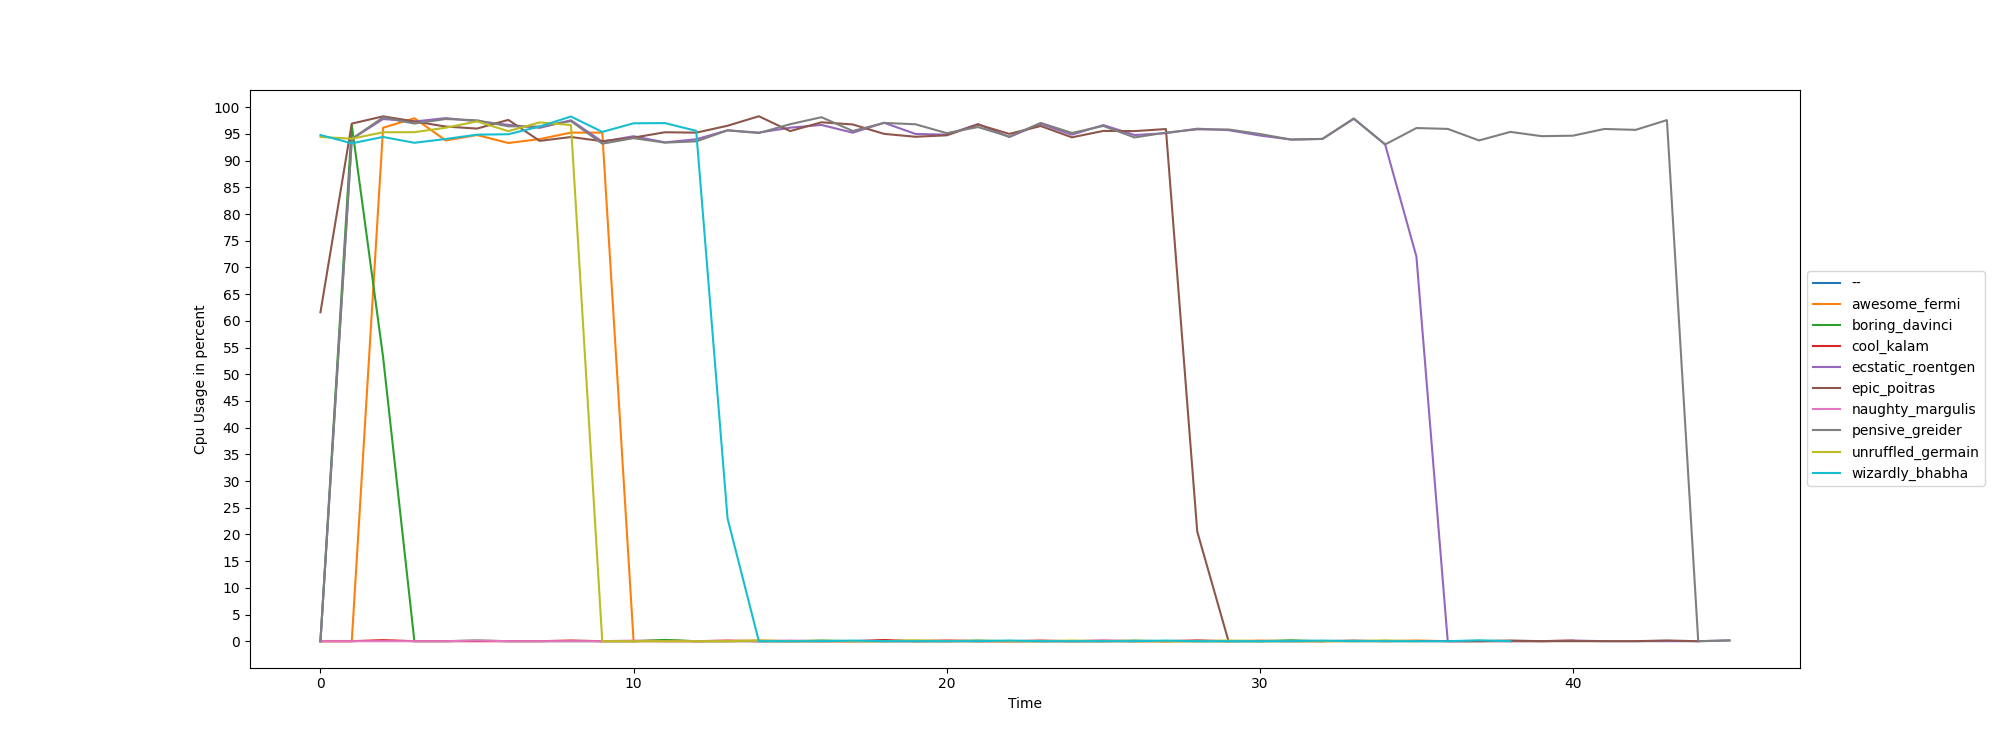 100
95
90
85
80
75
70
65
60
55
50
45
40
35
30
25
20
15
10
5
0
Cpu Usage in percent
0 10 20 30 40
Time
--
awesome_fermi
boring_davinci
cool_kalam
ecstatic_roentgen
epic_poitras
naughty_margulis
pensive_greider
unruffled_germain
wizardly_bhabha